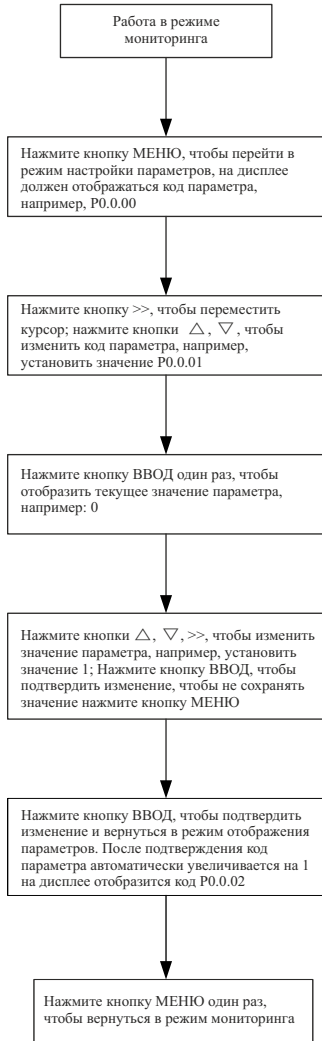 Работа в режиме
мониторинга
Нажмите кнопку МЕНЮ, чтобы перейти в
режим настройки параметров, на дисплее
должен отображаться код параметра,
например, P0.0.00
Нажмите кнопку >>, чтобы переместить
курсор; нажмите кнопки △, ▽, чтобы
изменить код параметра, например,
установить значение P0.0.01
Нажмите кнопку ВВОД один раз, чтобы
отобразить текущее значение параметра,
например: 0
Нажмите кнопки △, ▽, >>, чтобы изменить
значение параметра, например, установить
значение 1; Нажмите кнопку ВВОД, чтобы
подтвердить изменение, чтобы не сохранять
значение нажмите кнопку МЕНЮ
Нажмите кнопку ВВОД, чтобы подтвердить
изменение и вернуться в режим отображения
параметров. После подтверждения код
параметра автоматически увеличивается на 1
на дисплее отобразится код P0.0.02
Нажмите кнопку МЕНЮ один раз,
чтобы вернуться в режим мониторинга